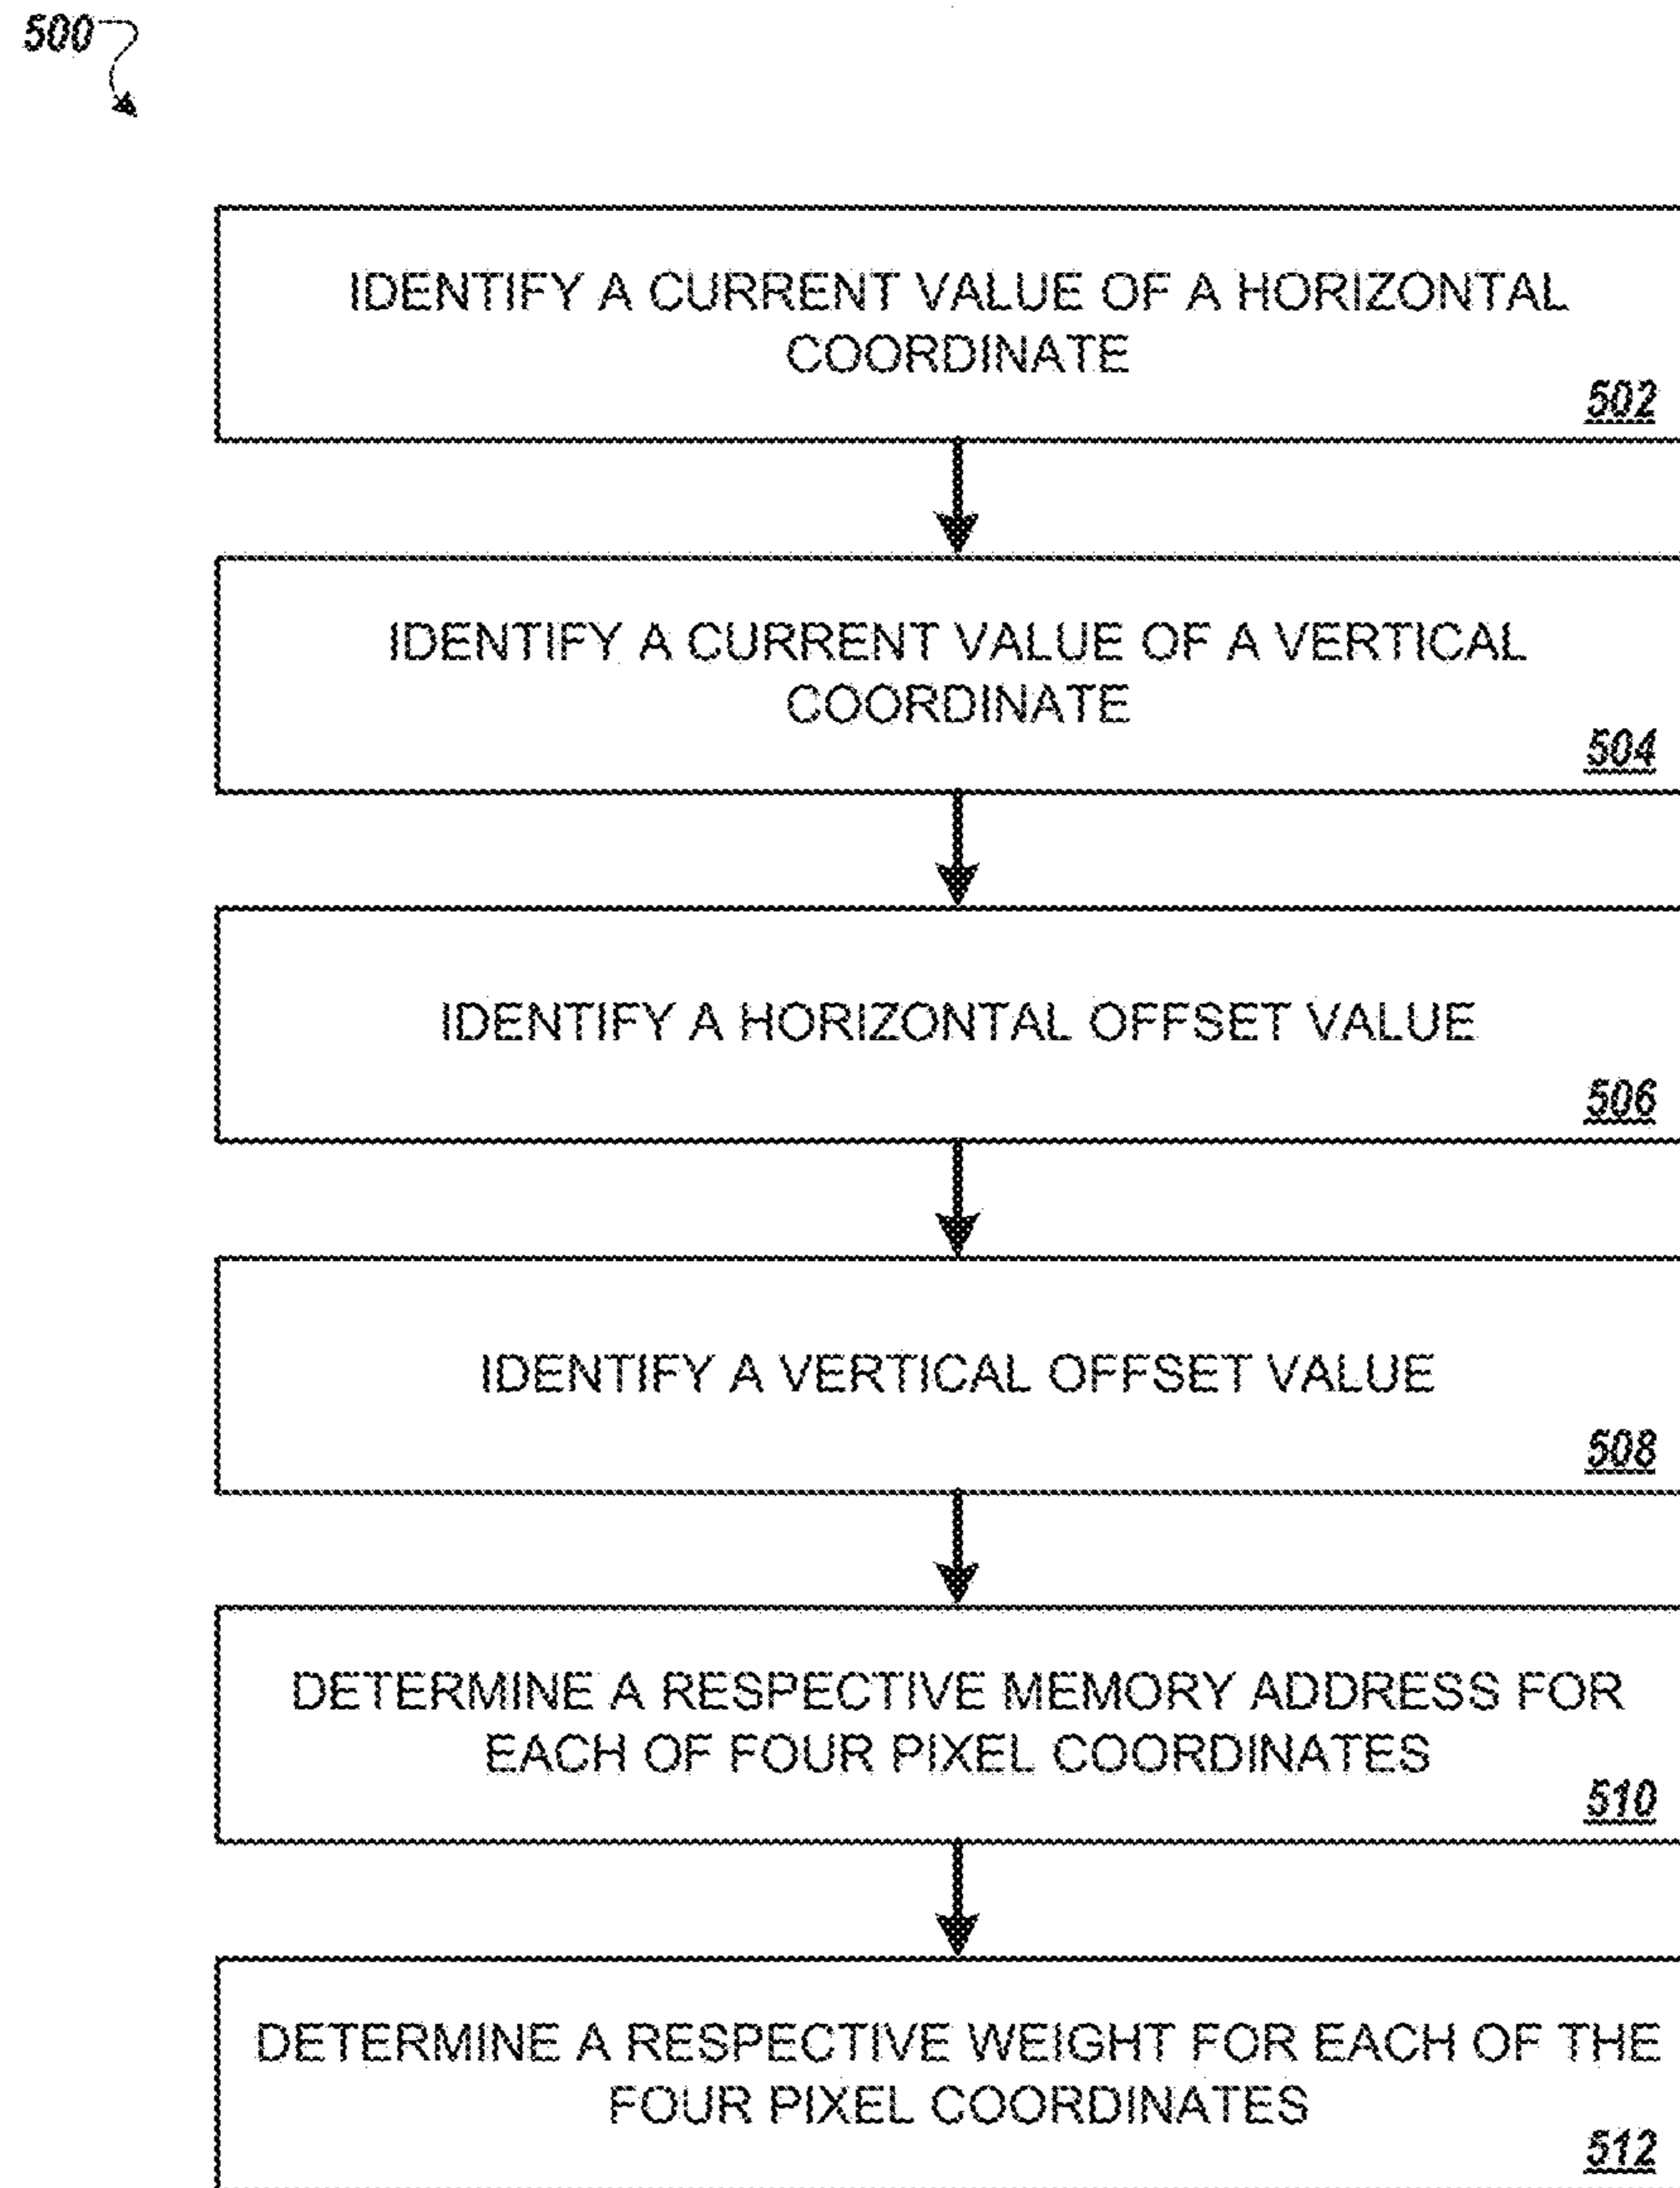 500
IDENTIFY A CURRENT VALUE OF A HORIZONTAL
COORDINATE
502
IDENTIFY A CURRENT VALUE OF A VERTICAL
COORDINATE
504
IDENTIFY A HORIZONTAL OFFSET VALUE
506
IDENTIFY A VERTICAL OFFSET VALUE
508
DETERMINE A RESPECTIVE MEMORY ADDRESS FOR
EACH OF FOUR PIXEL COORDINATES
510
DETERMINE A RESPECTIVE WEIGHT FOR EACH OF THE
FOUR PIXEL COORDINATES
512